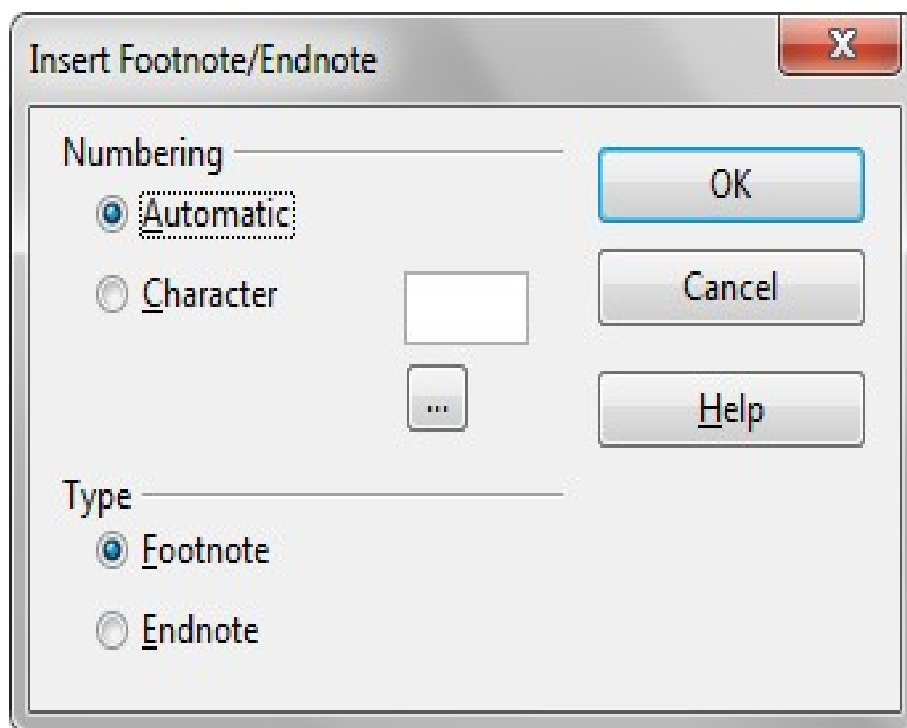 Insert Footnote/Endnote
X
Numbering
Automatic
OK
Character
Cancel
...
Help
Type
Footnote
Endnote